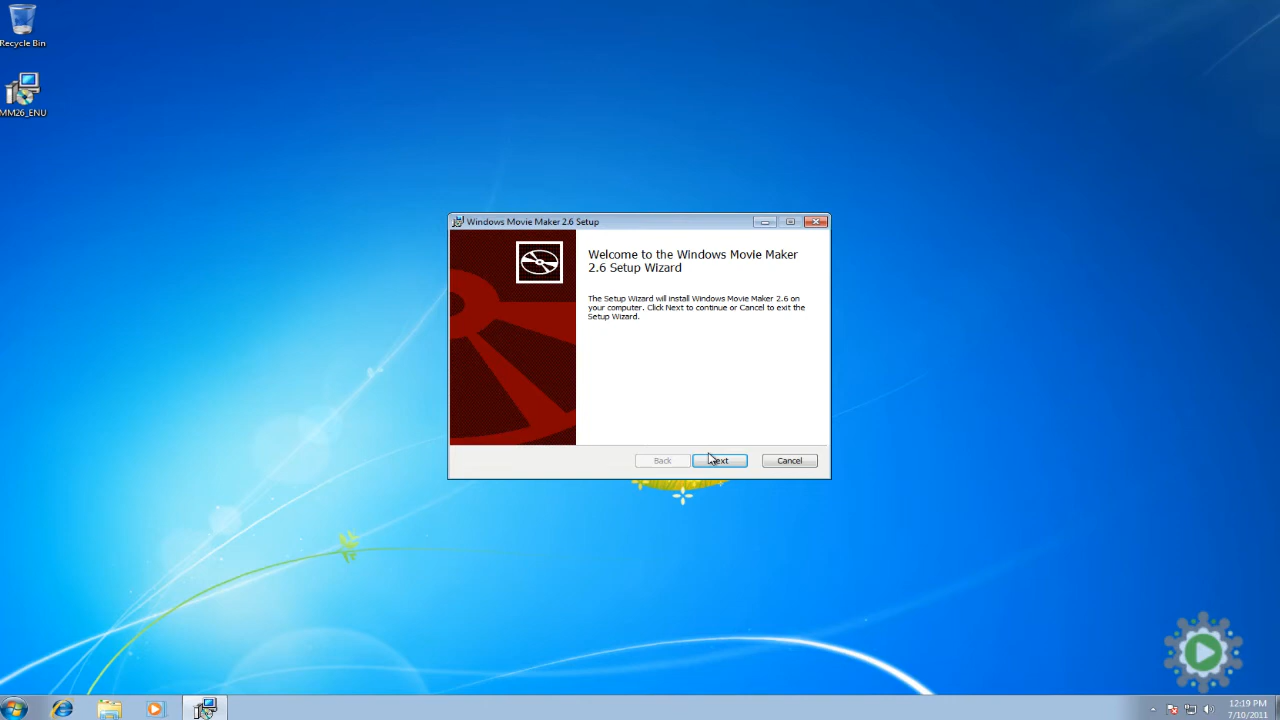 Recycle Bin
MM26_ENU
Windows Movie Maker 2.6 Setup
Welcome to the Windows Movie Maker
2.6 Setup Wizard
The Setup Wizard will install Windows Movie Maker 2.6 on
your computer. Click Next to continue or Cancel to exit the
Setup Wizard.
Back
Next
Cancel
12:19 PM
7/10/2011